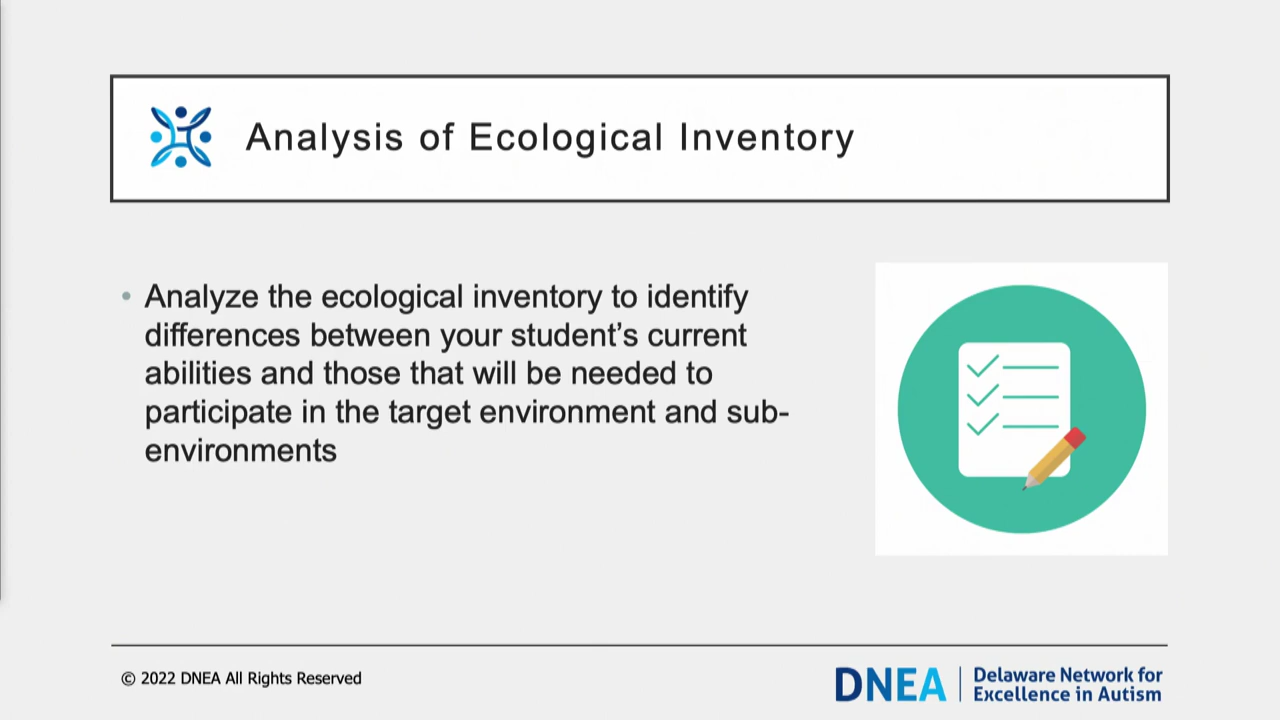 Analysis of Ecological Inventory
• Analyze the ecological inventory to identify
differences between your student’s current
abilities and those that will be needed to
participate in the target environment and sub-
environments
© 2022 DNEA All Rights Reserved
DNEA | Delaware Network for
Excellence in Autism